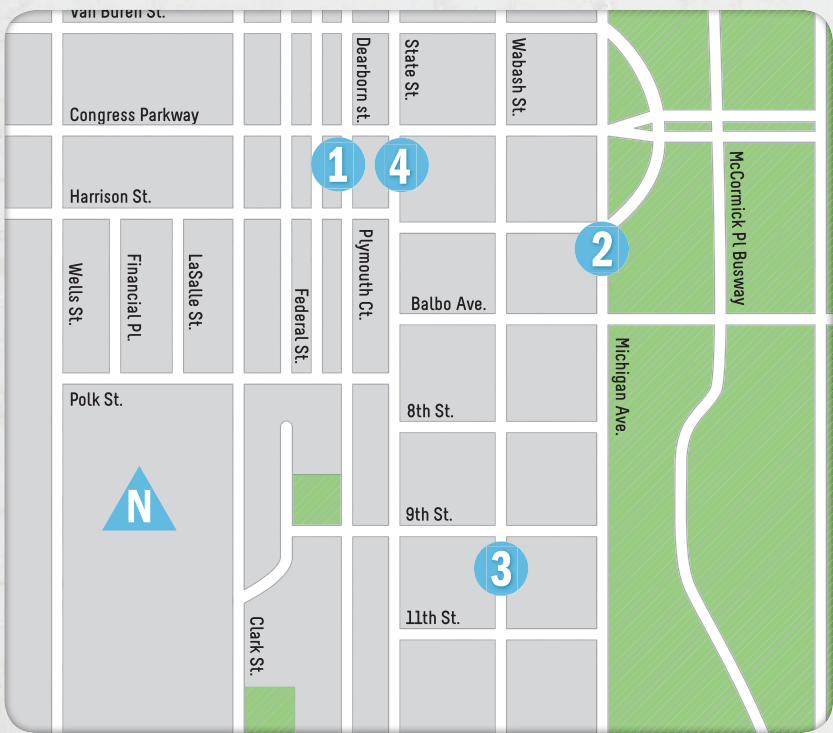 Van Buren St.
Dearborn st.
State St.
Wabash St.
Congress Parkway
1
4
McCormick Pl Busway
Harrison St.
2
Wells St.
Financial Pl.
LaSalle St.
Federal St.
Plymouth Ct.
Balbo Ave.
Michigan Ave.
Polk St.
8th St.
N
9th St.
3
11th St.
Clark St.